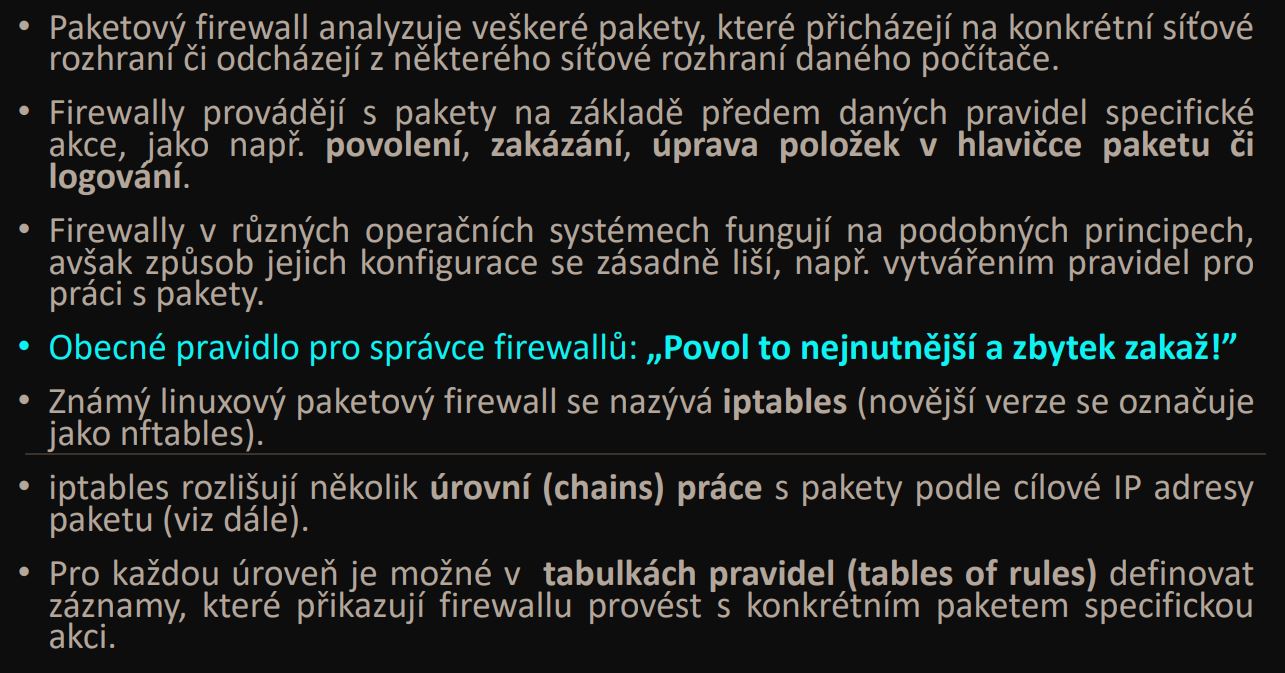 • Paketový firewall analyzuje veškeré pakety, které přicházejí na konkrétní síťové
rozhraní či odcházejí z některého síťové rozhraní daného počítače.
• Firewally provádějí s pakety na základě předem daných pravidel specifické
akce, jako např. povolení, zakázání, úprava položek v hlavičce paketu či
logování.
• Firewally v různých operačních systémech fungují na podobných principech,
avšak způsob jejich konfigurace se zásadně liší, např. vytvářením pravidel pro
práci s pakety.
• Obecné pravidlo pro správce firewallů: „Povol to nejnutnější a zbytek zakaž!”
• Známý linuxový paketový firewall se nazývá iptables (novější verze se označuje
jako nftables).
• iptables rozlišují několik úrovní (chains) práce s pakety podle cílové IP adresy
paketu (viz dále).
• Pro každou úroveň je možné v tabulkách pravidel (tables of rules) definovat
záznamy, které přikazují firewallu provést s konkrétním paketem specifickou
akci.